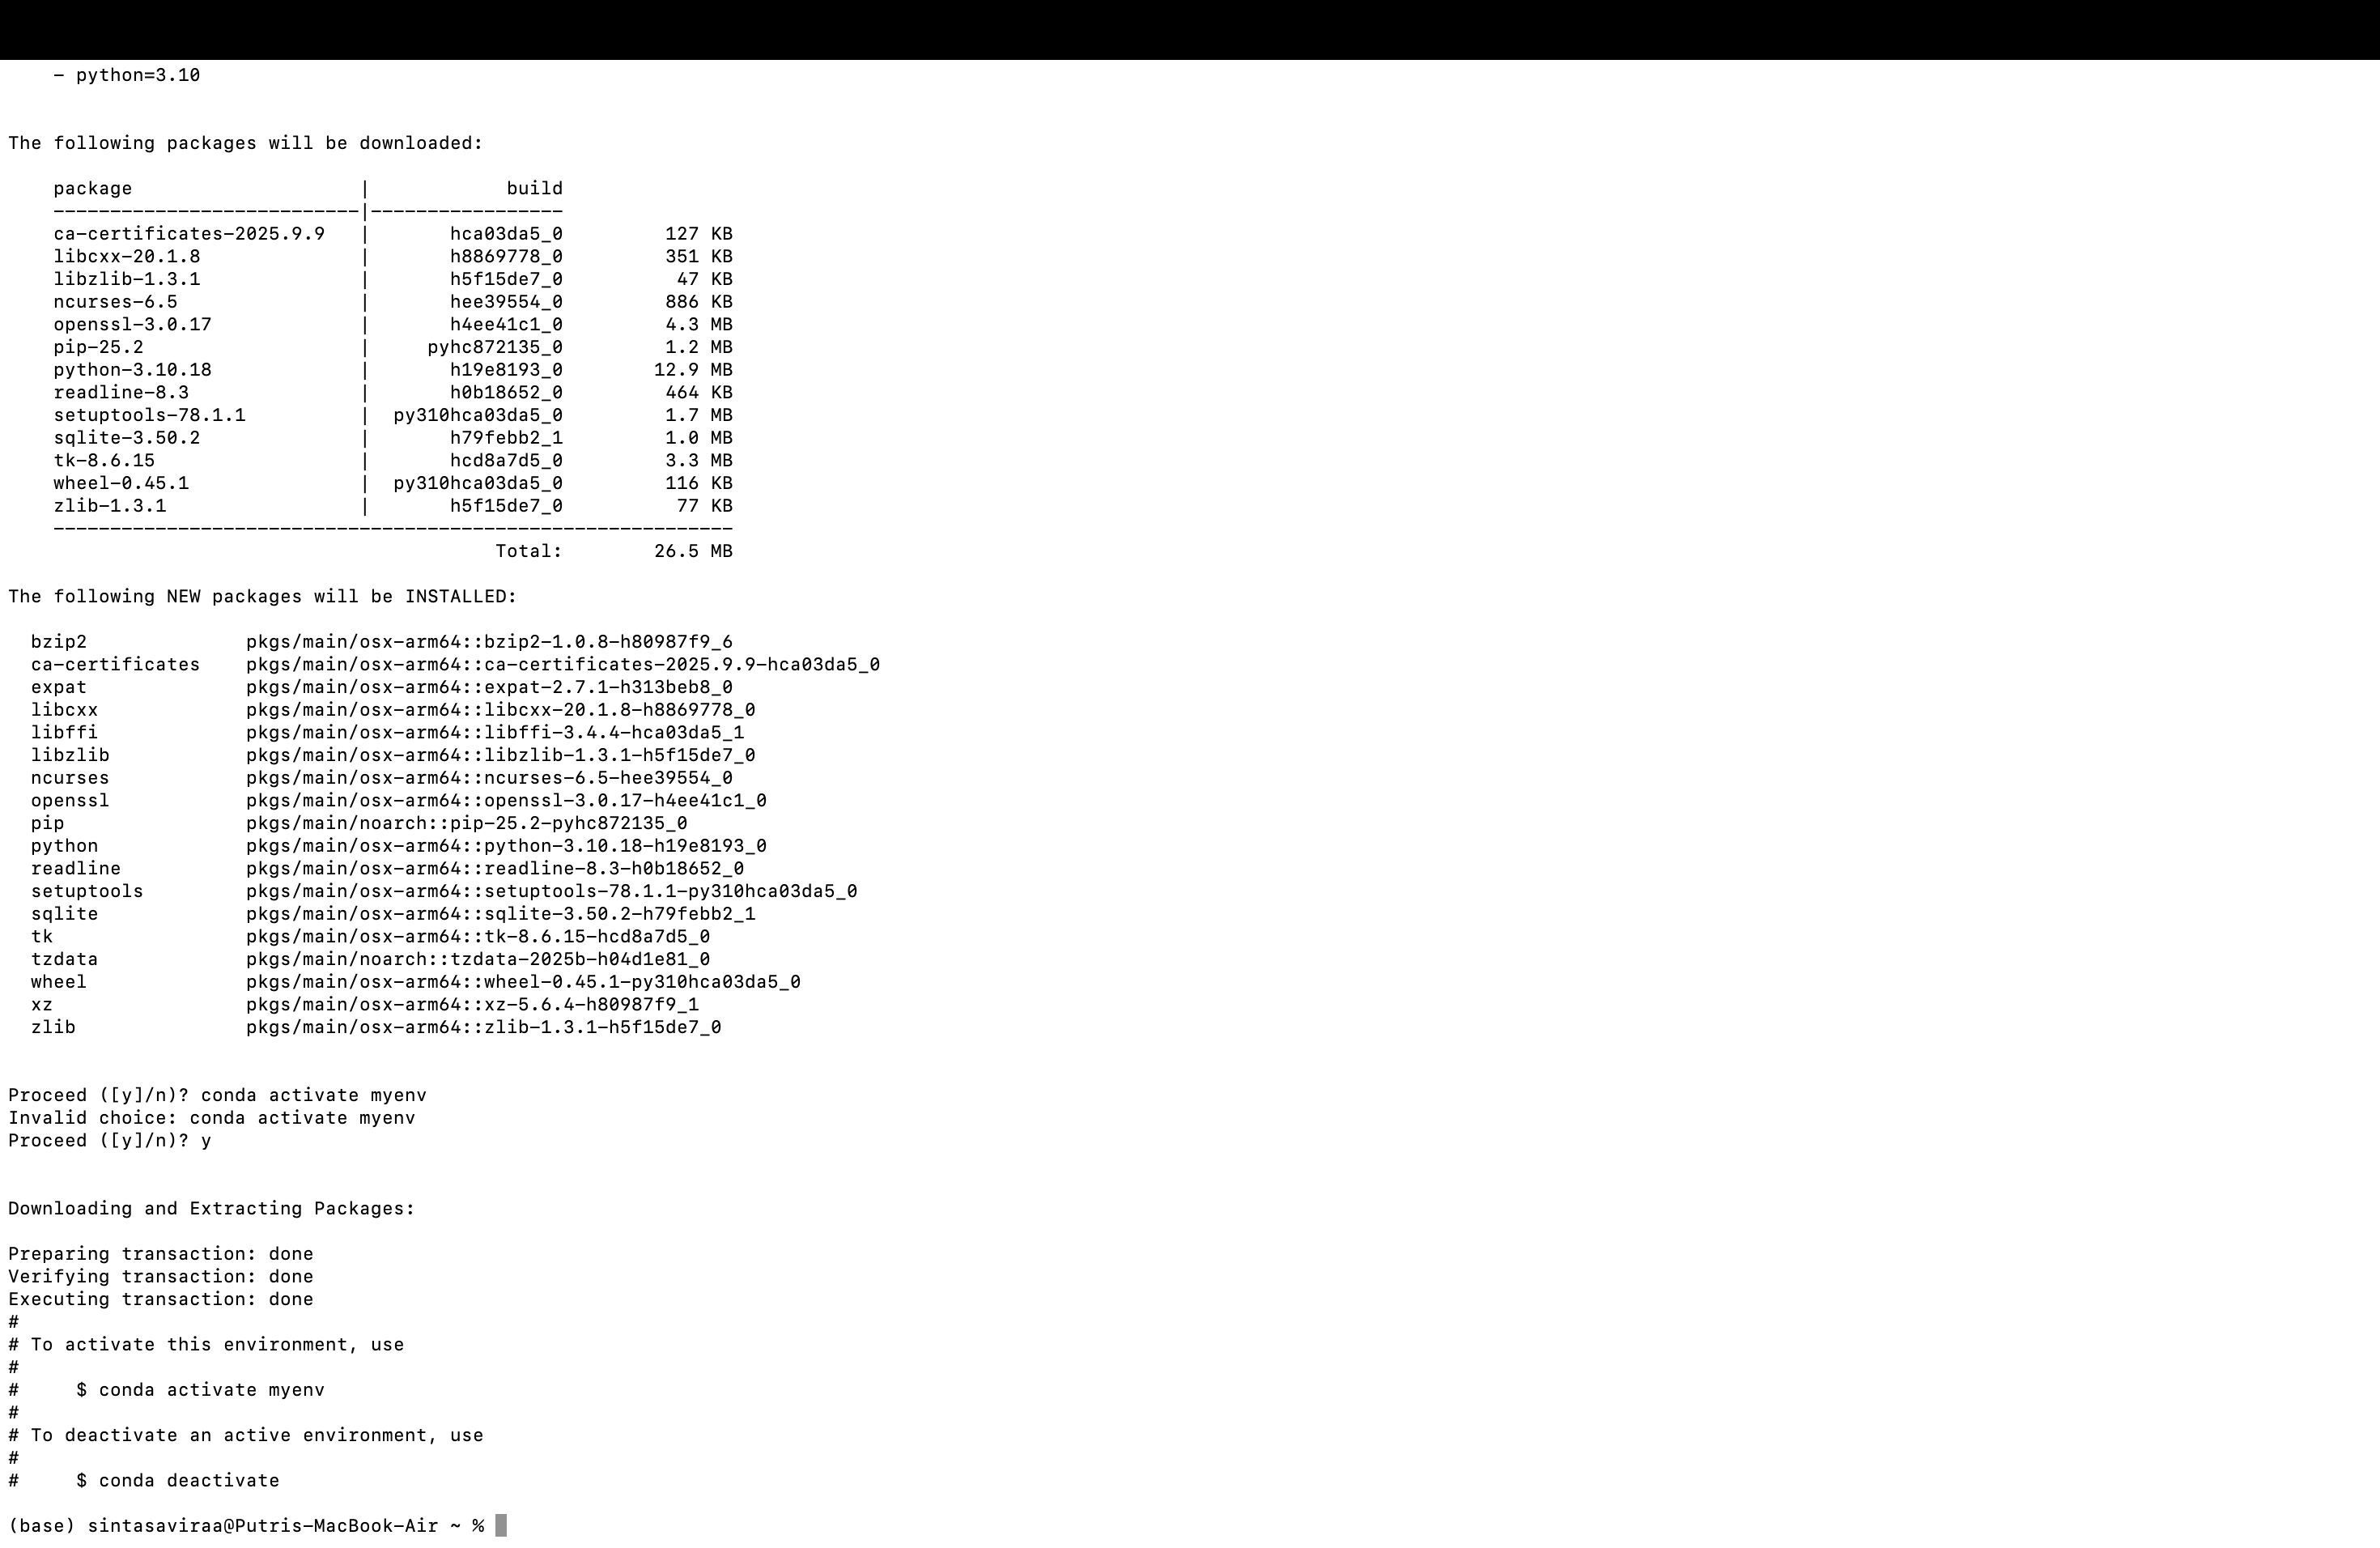 - python=3.10
The following packages will be downloaded:
package | build
---------------------------|-----------------
ca-certificates-2025.9.9 | hca03da5_0 127 KB
libcxx-20.1.8 | h8869778_0 351 KB
libzlib-1.3.1 | h5f15de7_0 47 KB
ncurses-6.5 | hee39554_0 886 KB
openssl-3.0.17 | h4ee41c1_0 4.3 MB
pip-25.2 | pyhc872135_0 1.2 MB
python-3.10.18 | h19e8193_0 12.9 MB
readline-8.3 | h0b18652_0 464 KB
setuptools-78.1.1 | py310hca03da5_0 1.7 MB
sqlite-3.50.2 | h79febb2_1 1.0 MB
tk-8.6.15 | hcd8a7d5_0 3.3 MB
wheel-0.45.1 | py310hca03da5_0 116 KB
zlib-1.3.1 | h5f15de7_0 77 KB
------------------------------------------------------------
Total: 26.5 MB
The following NEW packages will be INSTALLED:
bzip2 pkgs/main/osx-arm64::bzip2-1.0.8-h80987f9_6
ca-certificates pkgs/main/osx-arm64::ca-certificates-2025.9.9-hca03da5_0
expat pkgs/main/osx-arm64::expat-2.7.1-h313beb8_0
libcxx pkgs/main/osx-arm64::libcxx-20.1.8-h8869778_0
libffi pkgs/main/osx-arm64::libffi-3.4.4-hca03da5_1
libzlib pkgs/main/osx-arm64::libzlib-1.3.1-h5f15de7_0
ncurses pkgs/main/osx-arm64::ncurses-6.5-hee39554_0
openssl pkgs/main/osx-arm64::openssl-3.0.17-h4ee41c1_0
pip pkgs/main/noarch::pip-25.2-pyhc872135_0
python pkgs/main/osx-arm64::python-3.10.18-h19e8193_0
readline pkgs/main/osx-arm64::readline-8.3-h0b18652_0
setuptools pkgs/main/osx-arm64::setuptools-78.1.1-py310hca03da5_0
sqlite pkgs/main/osx-arm64::sqlite-3.50.2-h79febb2_1
tk pkgs/main/osx-arm64::tk-8.6.15-hcd8a7d5_0
tzdata pkgs/main/noarch::tzdata-2025b-h04d1e81_0
wheel pkgs/main/osx-arm64::wheel-0.45.1-py310hca03da5_0
xz pkgs/main/osx-arm64::xz-5.6.4-h80987f9_1
zlib pkgs/main/osx-arm64::zlib-1.3.1-h5f15de7_0
Proceed ([y]/n)? conda activate myenv
Invalid choice: conda activate myenv
Proceed ([y]/n)? y
Downloading and Extracting Packages:
Preparing transaction: done
Verifying transaction: done
Executing transaction: done
#
# To activate this environment, use
#
# $ conda activate myenv
#
# To deactivate an active environment, use
#
# $ conda deactivate
(base) sintasaviraa@Putris-MacBook-Air ~ %